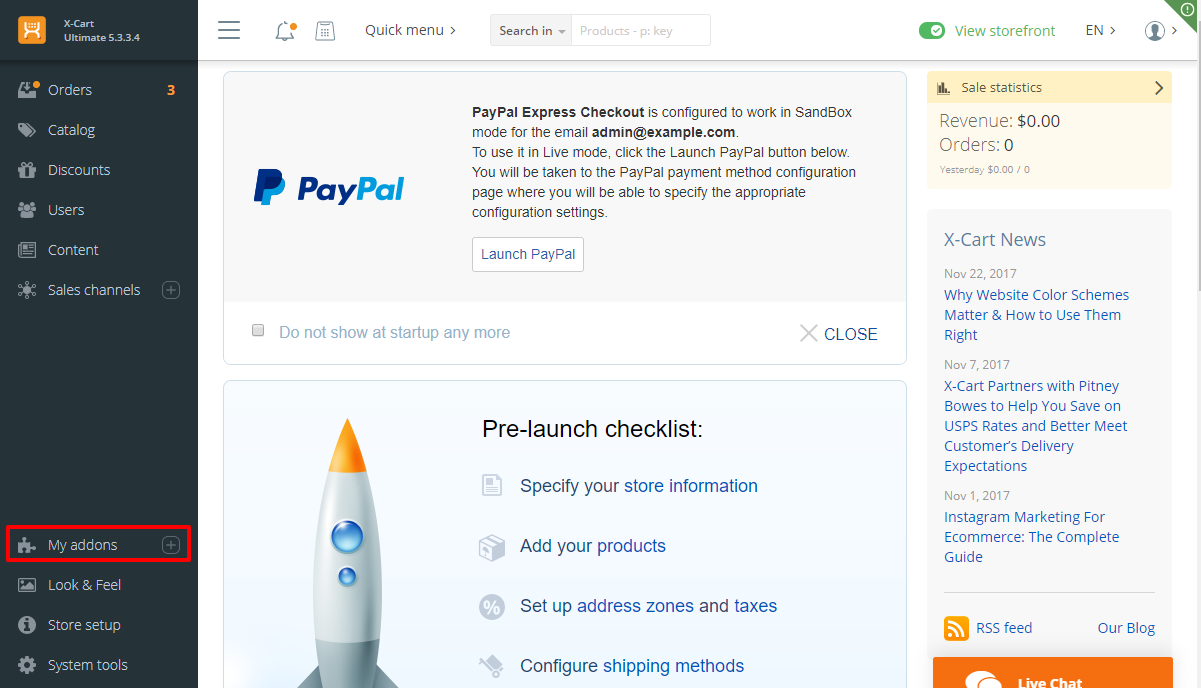 X-Cart
Ultimate 5.3.3.4
Quick menu
Search in
Products - p: key
View storefront
EN
Orders 3
Catalog
Discounts
Users
Content
Sales channels
My addons
Look & Feel
Store setup
System tools
PayPal
PayPal Express Checkout is configured to work in SandBox
mode for the email admin@example.com.
To use it in Live mode, click the Launch PayPal button below.
You will be taken to the PayPal payment method configuration
page where you will be able to specify the appropriate
configuration settings.
Launch PayPal
Do not show at startup any more
CLOSE
Pre-launch checklist:
Specify your store information
Add your products
%
Set up address zones and taxes
Configure shipping methods
Sale statistics
Revenue: $0.00
Orders: 0
Yesterday $0.00 / 0
X-Cart News
Nov 22, 2017
Why Website Color Schemes
Matter & How to Use Them
Right
Nov 7, 2017
X-Cart Partners with Pitney
Bowes to Help You Save on
USPS Rates and Better Meet
Customer's Delivery
Expectations
Nov 1, 2017
Instagram Marketing For
Ecommerce: The Complete
Guide
RSS feed
Our Blog
Live Chat